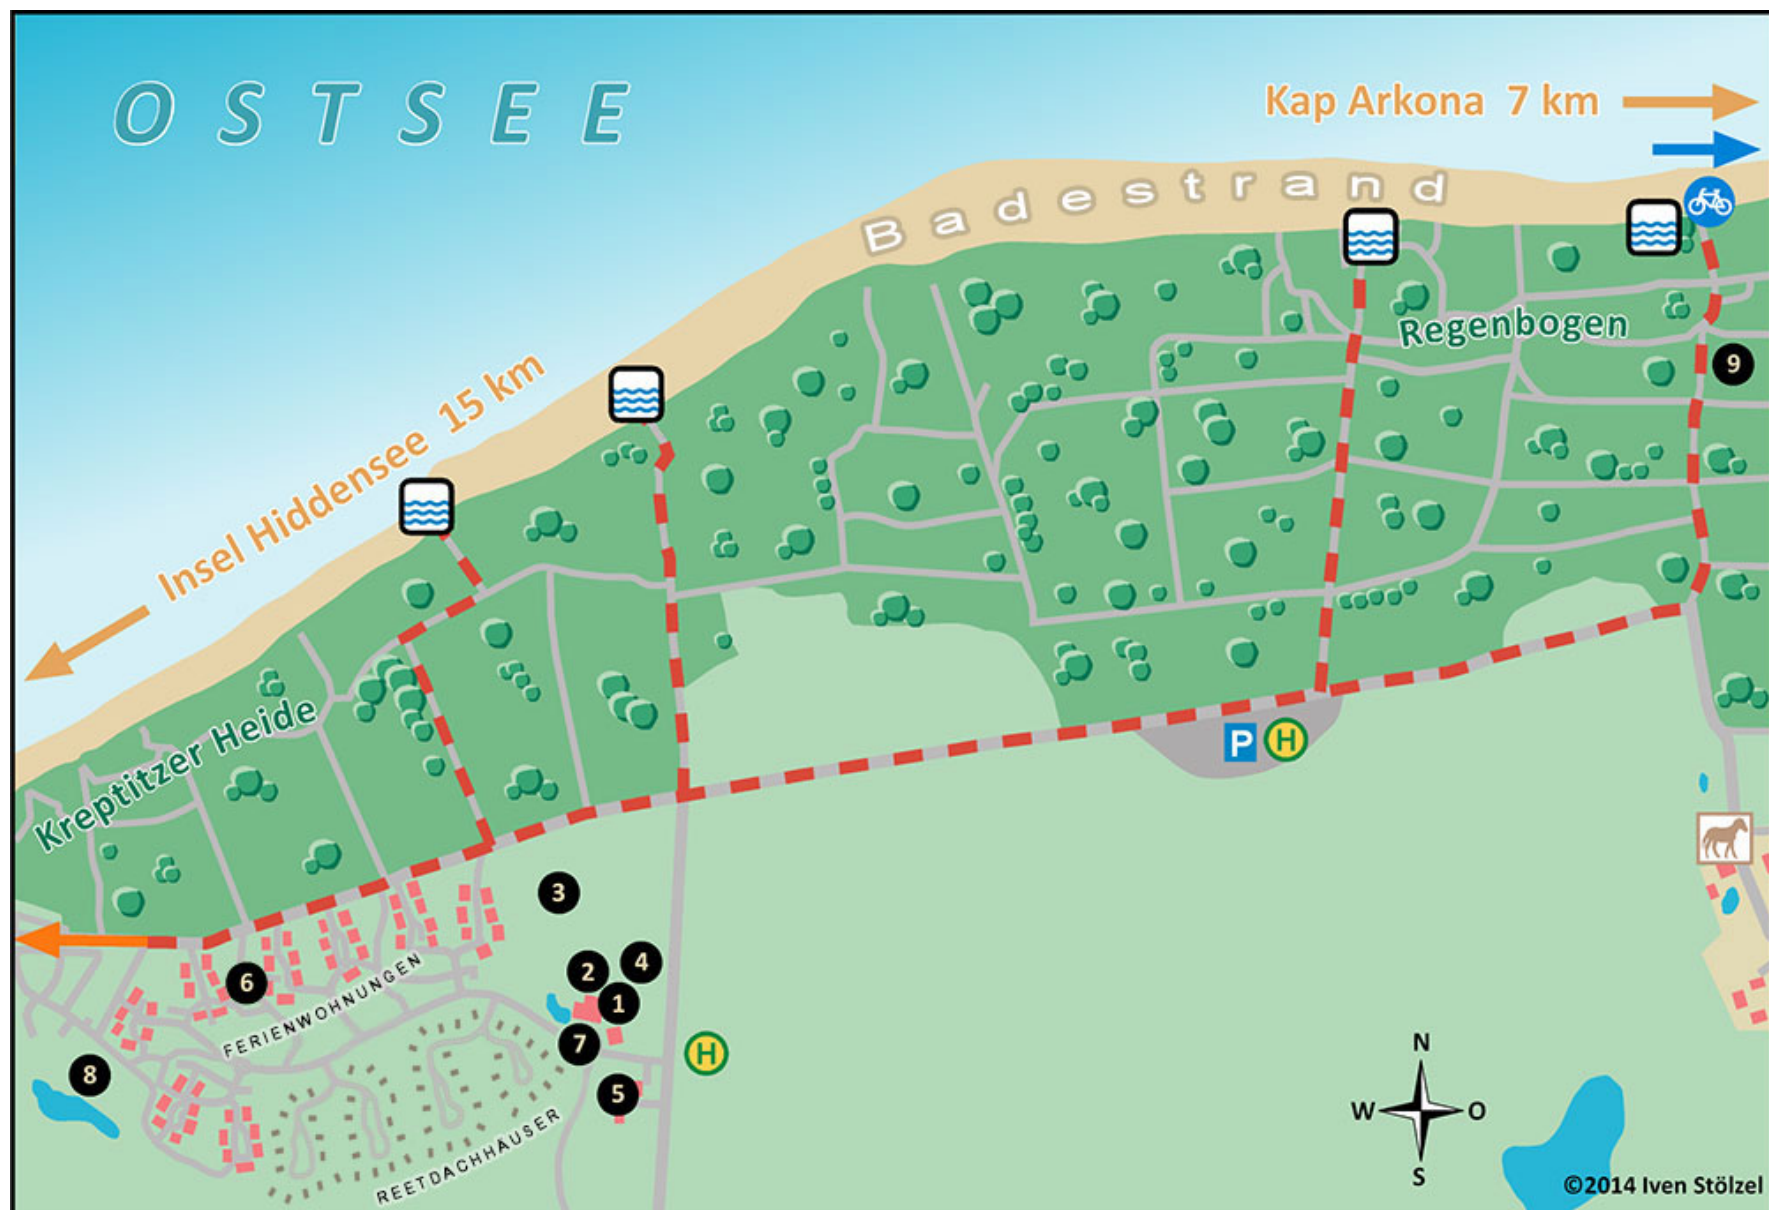 OSTSEE
Kap Arkona 7 km
Badestrand
Regenbogen
9
Insel Hiddensee 15 km
Kreptitzer Heide
P
H
3
4
2
6
1
FERIENWOHNUNGEN
7
H
8
5
REETDACHHÄUSER
N
W
O
S
©2014 Iven Stölzel